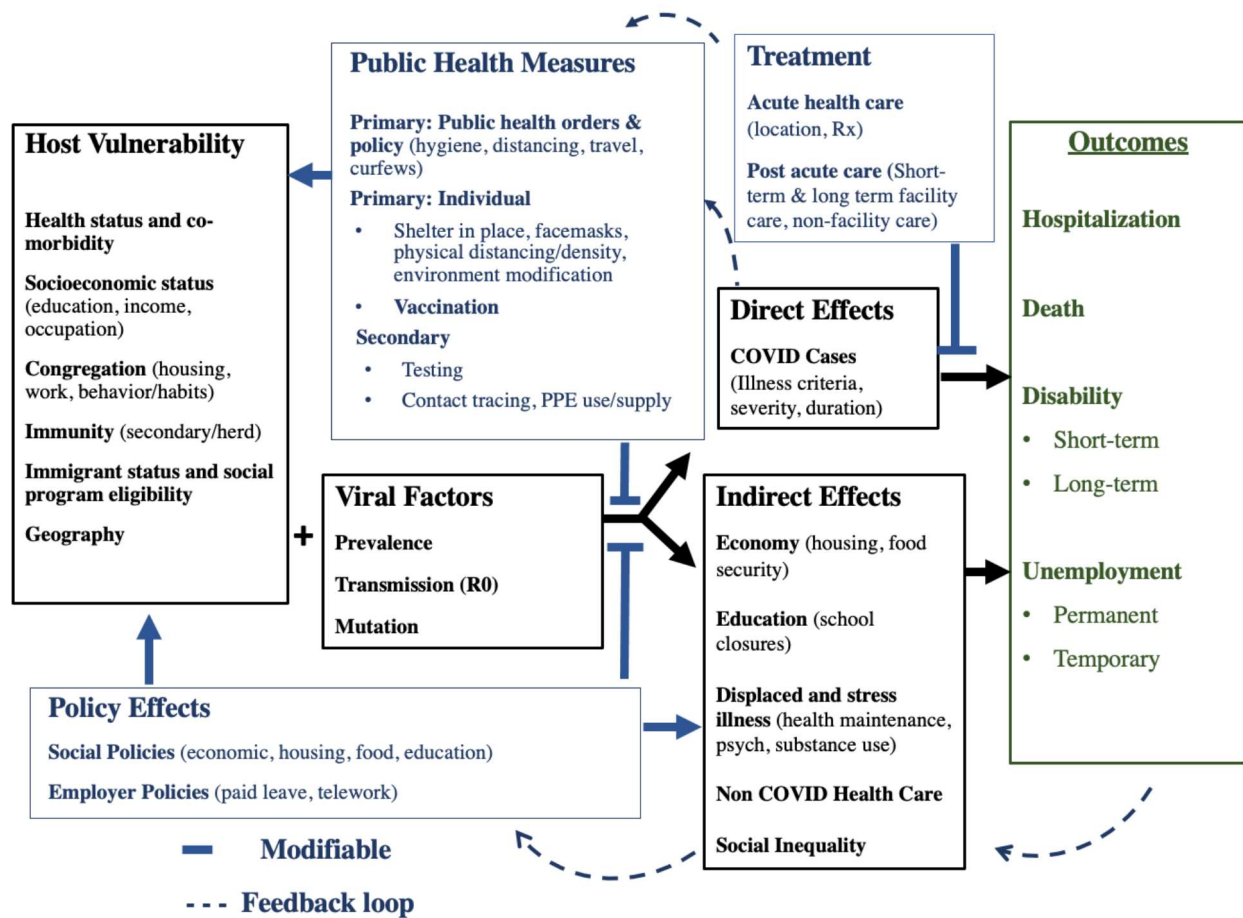 Public Health Measures
Primary: Public health orders &
policy (hygiene, distancing, travel,
curfews)
Primary: Individual
• Shelter in place, facemasks,
physical distancing/density,
environment modification
• Vaccination
Secondary
• Testing
• Contact tracing, PPE use/supply
Treatment
Acute health care
(location, Rx)
Post acute care (Short-
term & long term facility
care, non-facility care)
Host Vulnerability
Health status and co-
morbidity
Socioeconomic status
(education, income,
occupation)
Congregation (housing,
work, behavior/habits)
Immunity (secondary/herd)
Immigrant status and social
program eligibility
Geography
+
Viral Factors
Prevalence
Transmission (R0)
Mutation
Direct Effects
COVID Cases
(Illness criteria,
severity, duration)
Indirect Effects
Economy (housing, food
security)
Education (school
closures)
Displaced and stress
illness (health maintenance,
psych, substance use)
Non COVID Health Care
Social Inequality
Outcomes
Hospitalization
Death
Disability
• Short-term
• Long-term
Unemployment
• Permanent
• Temporary
Policy Effects
Social Policies (economic, housing, food, education)
Employer Policies (paid leave, telework)
Modifiable
Feedback loop